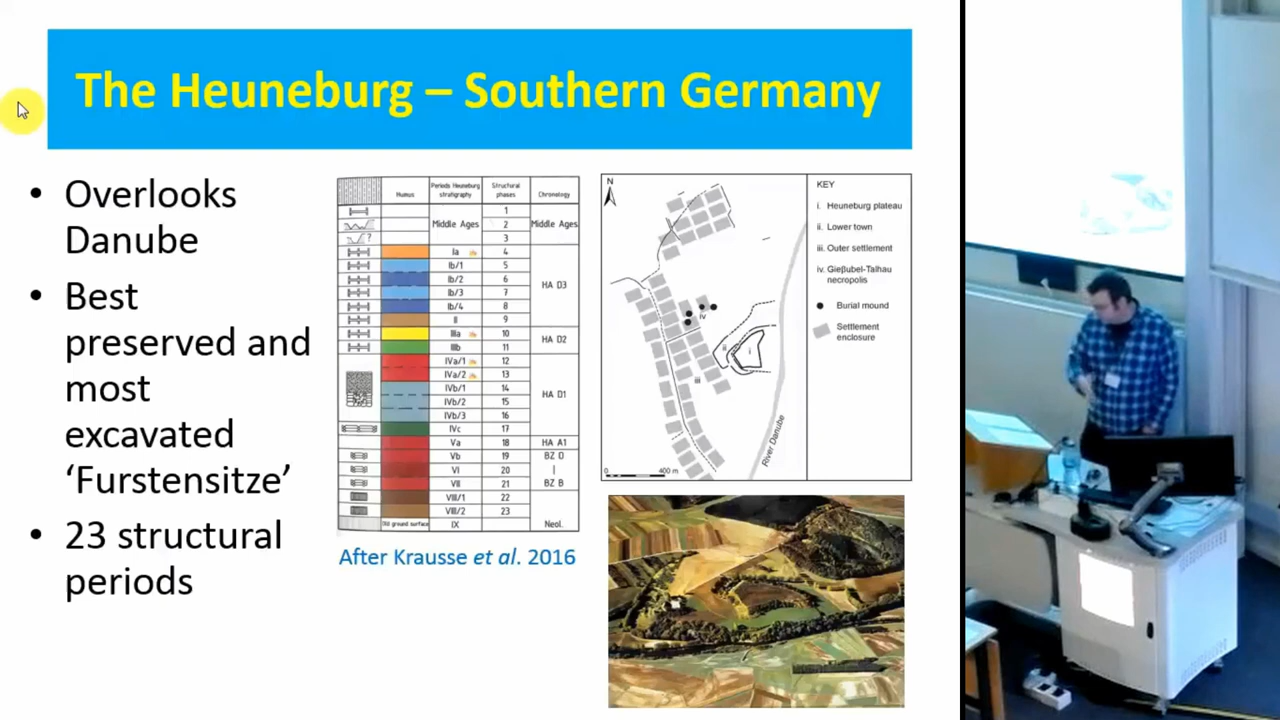 The Heuneburg – Southern Germany
• Overlooks
Danube
• Best
preserved and
most
excavated
‘Furstensitze’
• 23 structural
periods
Humus Periods Heuneburg stratigraphy Structural phases Chronology
1
Middle Ages 2 Middle Ages
? 3
Ia 4
Ib/1 5
Ib/2 6 HA D3
Ib/3 7
Ib/4 8
II 9
IIIa 10 HA D2
IIIb 11
IVa/1 12
IVa/2 13
IVb/1 14 HA D1
IVb/2 15
IVb/3 16
IVc 17
Va 18 HA A1
Vb 19 BZ D
VI 20 |
VII 21 BZ B
VIII/1 22
VIII/2 23
Old ground surface IX Neol.
After Krausse et al. 2016
N
i
ii
iii
iv
River Danube
0 400 m
KEY
i. Heuneburg plateau
ii. Lower town
iii. Outer settlement
iv. Gießübel-Talhau
necropolis
Burial mound
Settlement
enclosure